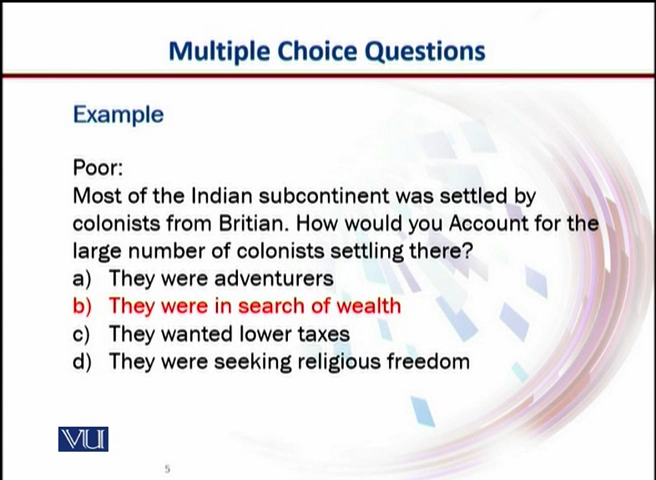 Multiple Choice Questions
Example
Poor:
Most of the Indian subcontinent was settled by
colonists from Britian. How would you Account for the
large number of colonists settling there?
a) They were adventurers
b) They were in search of wealth
c) They wanted lower taxes
d) They were seeking religious freedom
VU
5